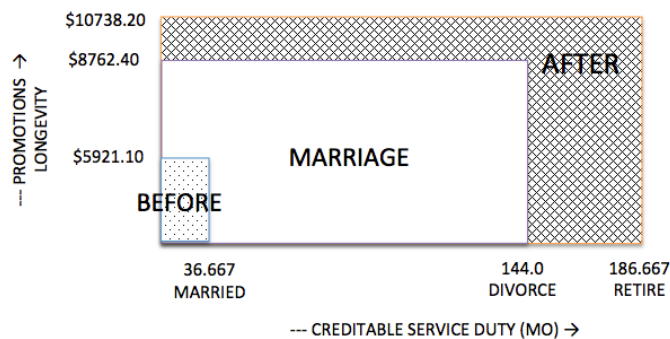 $10738.20
$8762.40
AFTER
--- PROMOTIONS →
LONGEVITY
$5921.10
MARRIAGE
BEFORE
36.667
MARRIED
144.0
DIVORCE
186.667
RETIRE
--- CREDITABLE SERVICE DUTY (MO) →